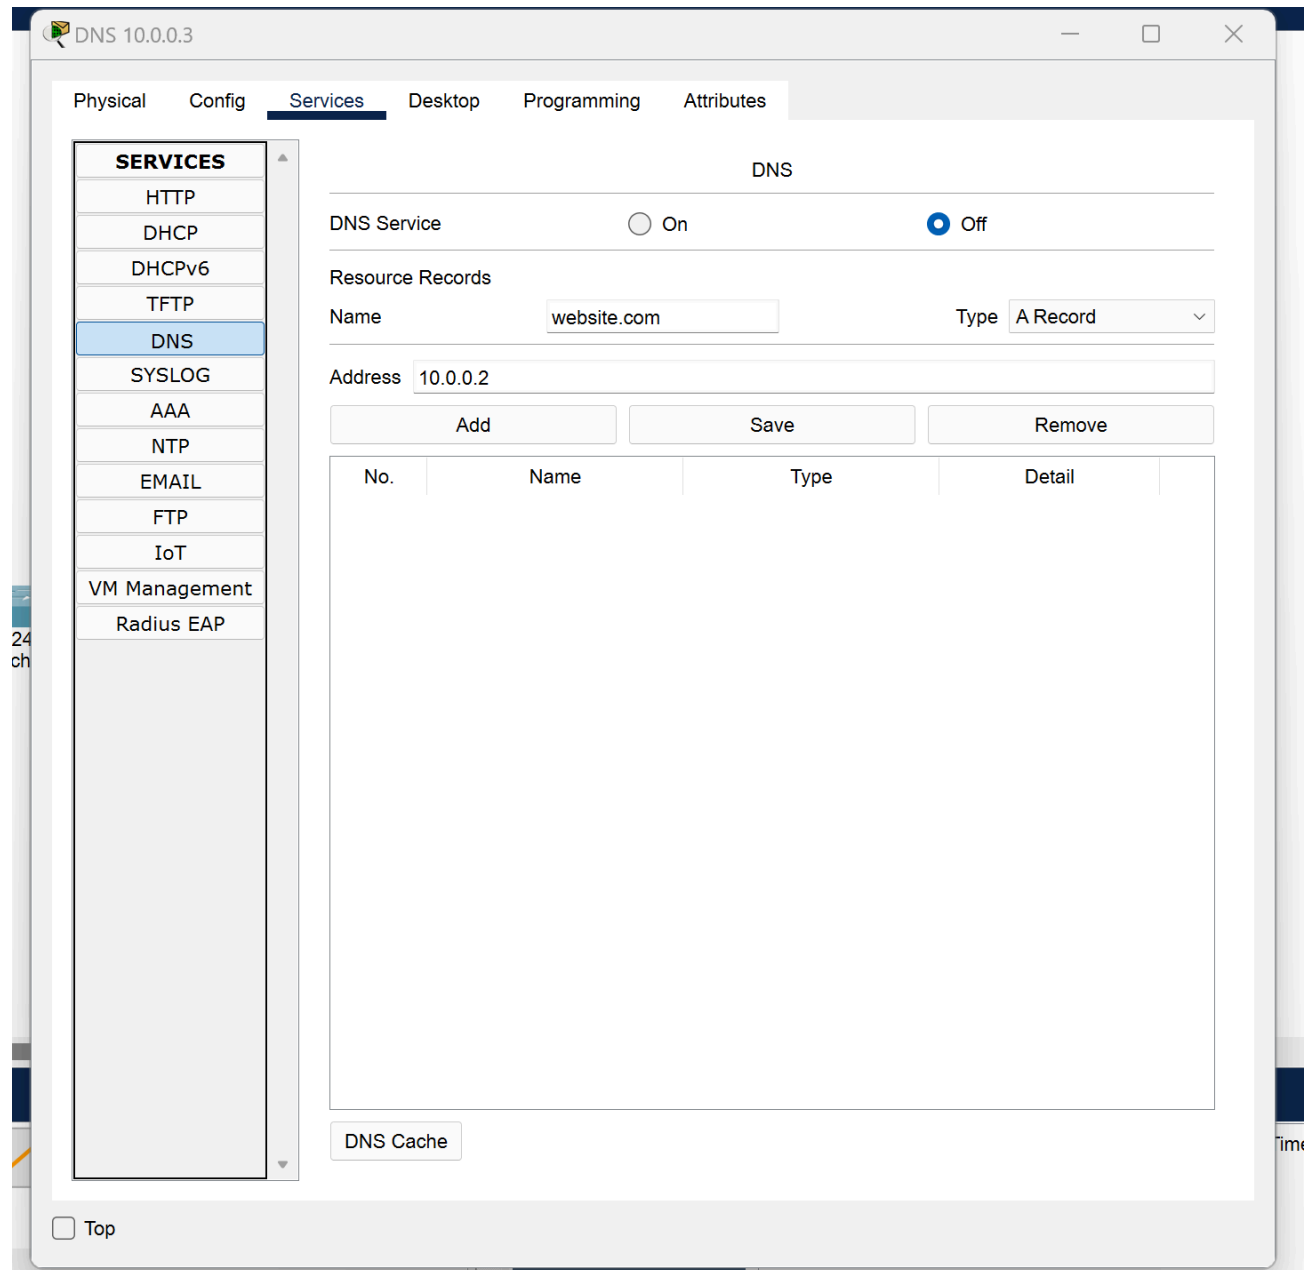 DNS 10.0.0.3
Physical Config Services Desktop Programming Attributes
SERVICES
HTTP
DHCP
DHCPv6
TFTP
DNS
SYSLOG
AAA
NTP
EMAIL
FTP
IoT
VM Management
Radius EAP
DNS
DNS Service On Off
Resource Records
Name website.com Type A Record
Address 10.0.0.2
Add Save Remove
No. Name Type Detail
DNS Cache
Top
24
ch